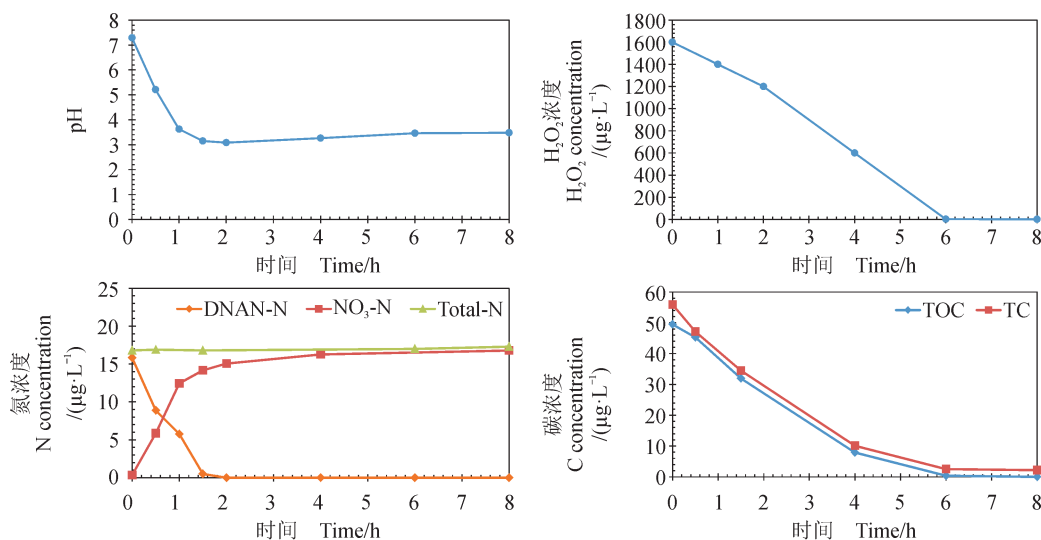 8
7
6
5
4
3
2
1
0
pH
0 1 2 3 4 5 6 7 8
时间 Time/h
1800
1600
1400
1200
1000
800
600
400
200
0
H₂O₂浓度
H₂O₂ concentration
/(μg·L⁻¹)
0 1 2 3 4 5 6 7 8
时间 Time/h
25
20
15
10
5
0
氮浓度
N concentration
/(μg·L⁻¹)
DNAN-N NO₃-N Total-N
0 1 2 3 4 5 6 7 8
时间 Time/h
60
50
40
30
20
10
0
碳浓度
C concentration
/(μg·L⁻¹)
TOC TC
0 1 2 3 4 5 6 7 8
时间 Time/h